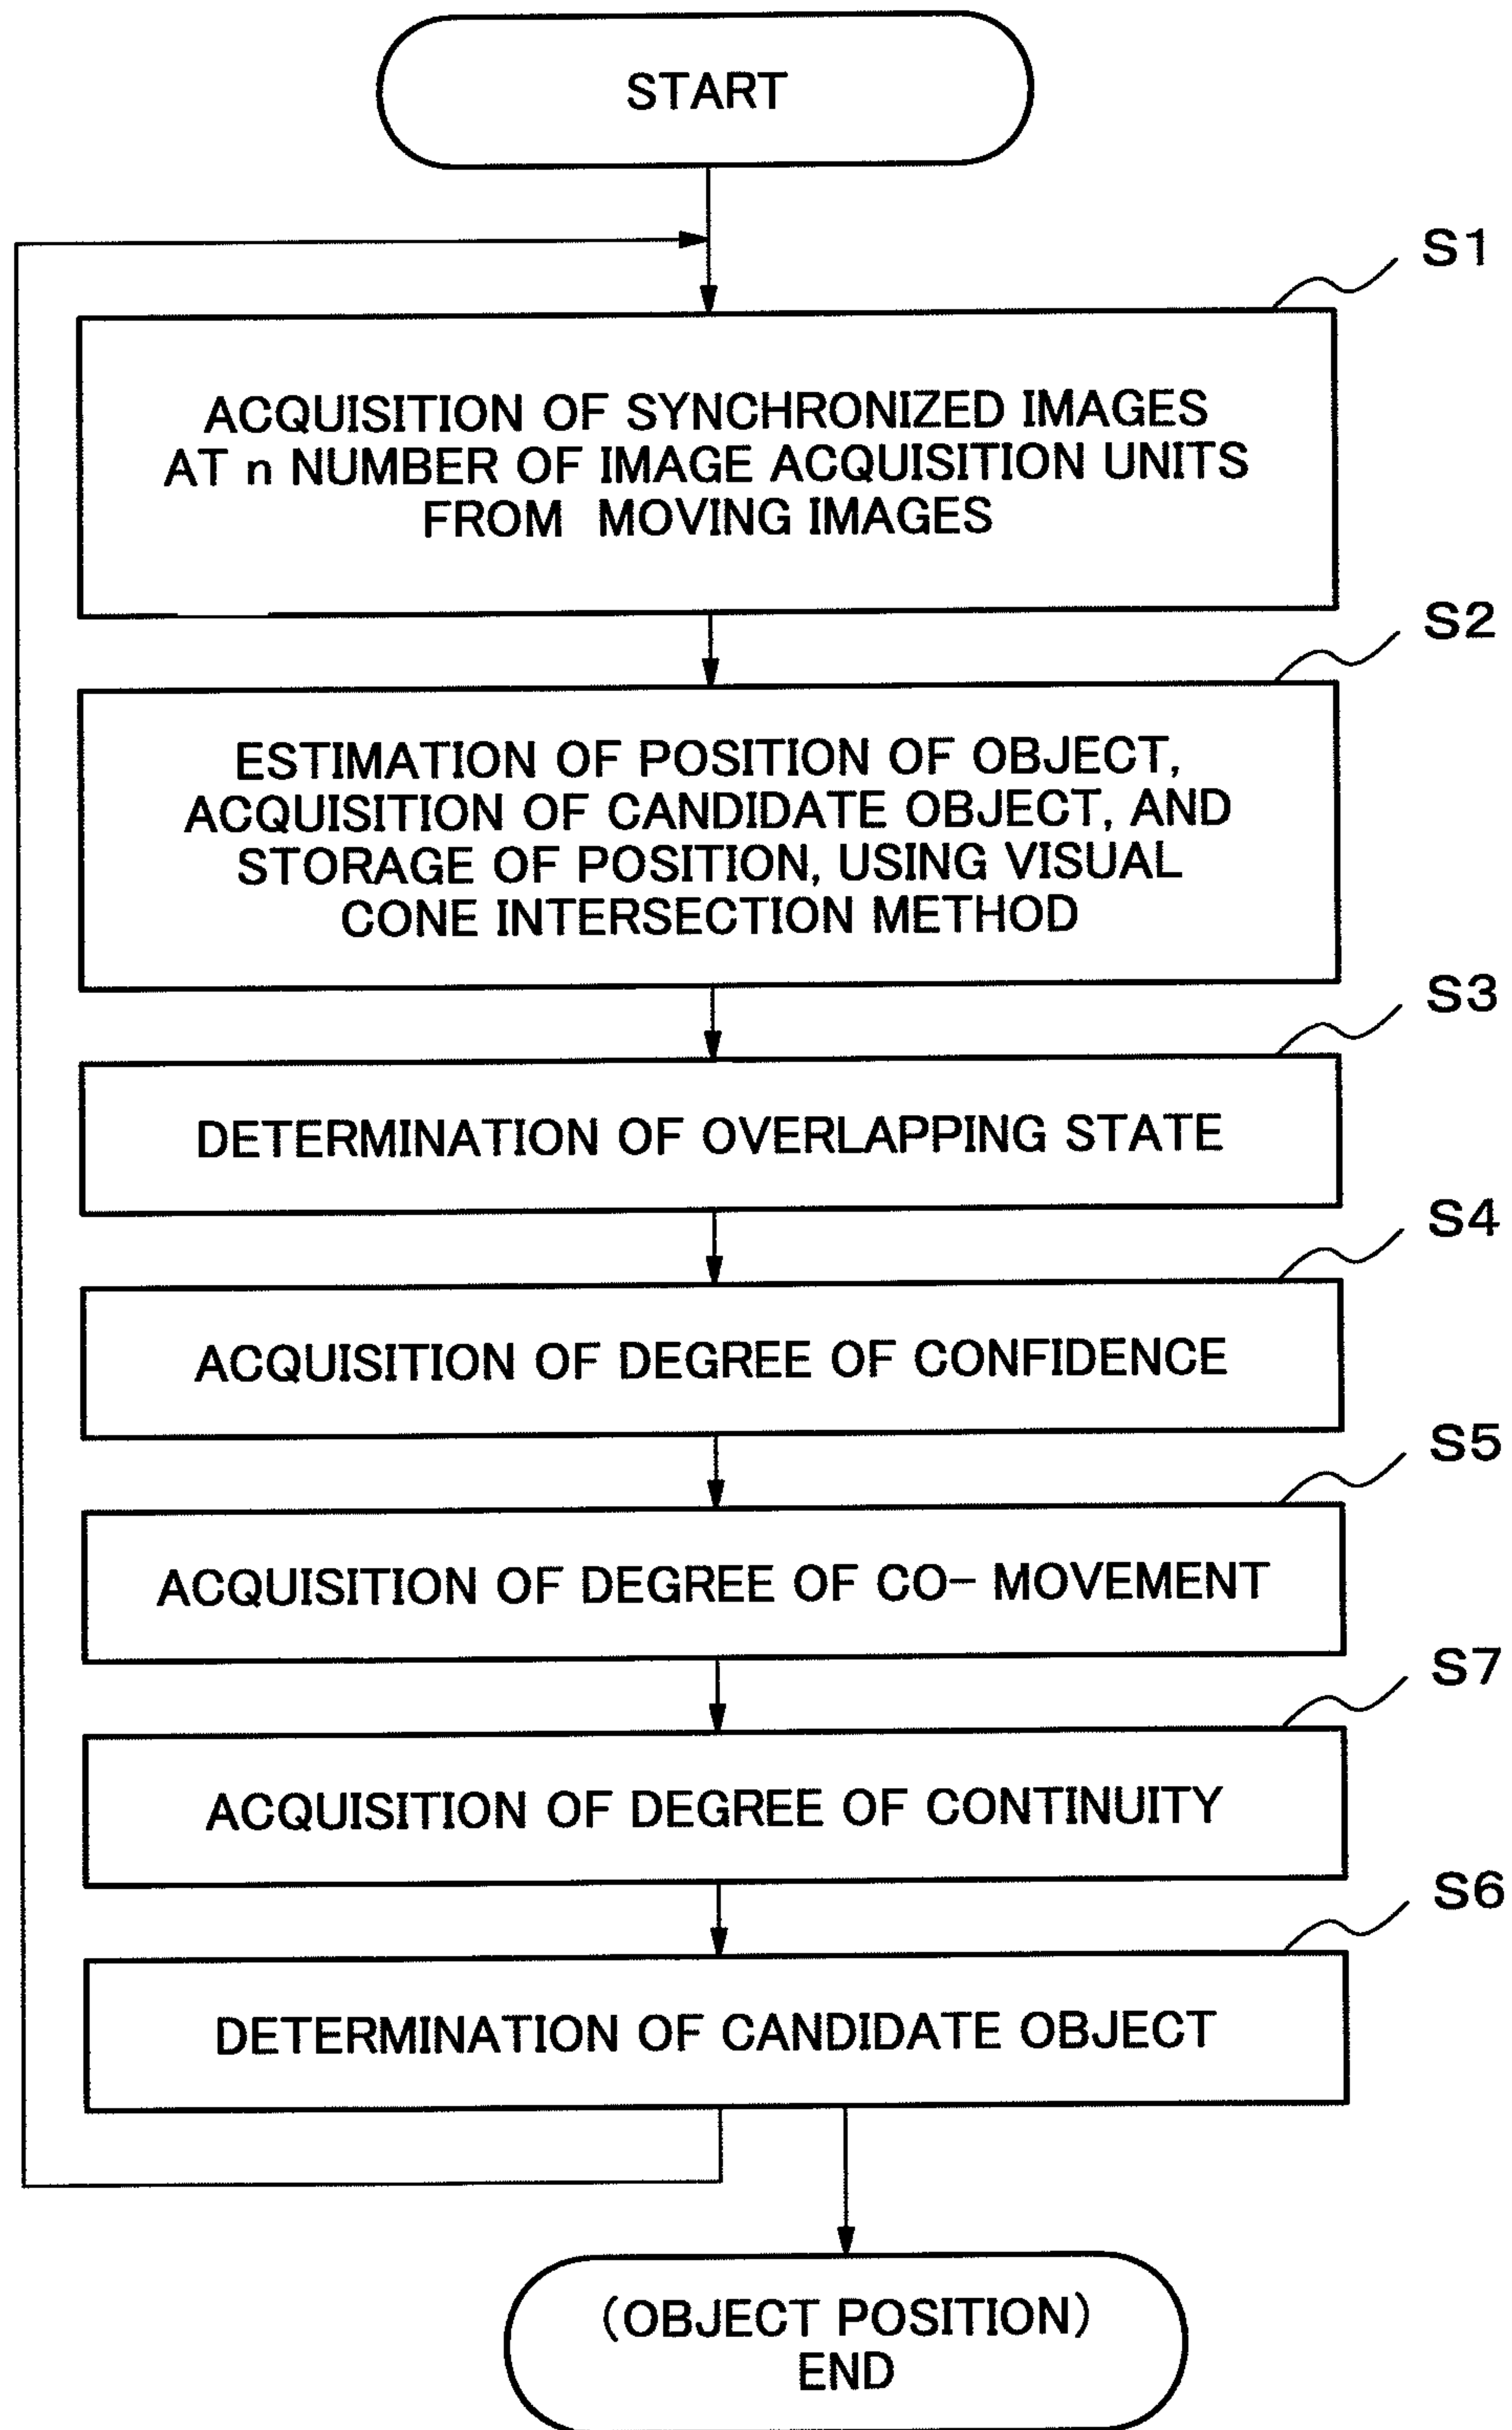 START
S1
ACQUISITION OF SYNCHRONIZED IMAGES
AT n NUMBER OF IMAGE ACQUISITION UNITS
FROM MOVING IMAGES
S2
ESTIMATION OF POSITION OF OBJECT,
ACQUISITION OF CANDIDATE OBJECT, AND
STORAGE OF POSITION, USING VISUAL
CONE INTERSECTION METHOD
S3
DETERMINATION OF OVERLAPPING STATE
S4
ACQUISITION OF DEGREE OF CONFIDENCE
S5
ACQUISITION OF DEGREE OF CO- MOVEMENT
S7
ACQUISITION OF DEGREE OF CONTINUITY
S6
DETERMINATION OF CANDIDATE OBJECT
(OBJECT POSITION)
END